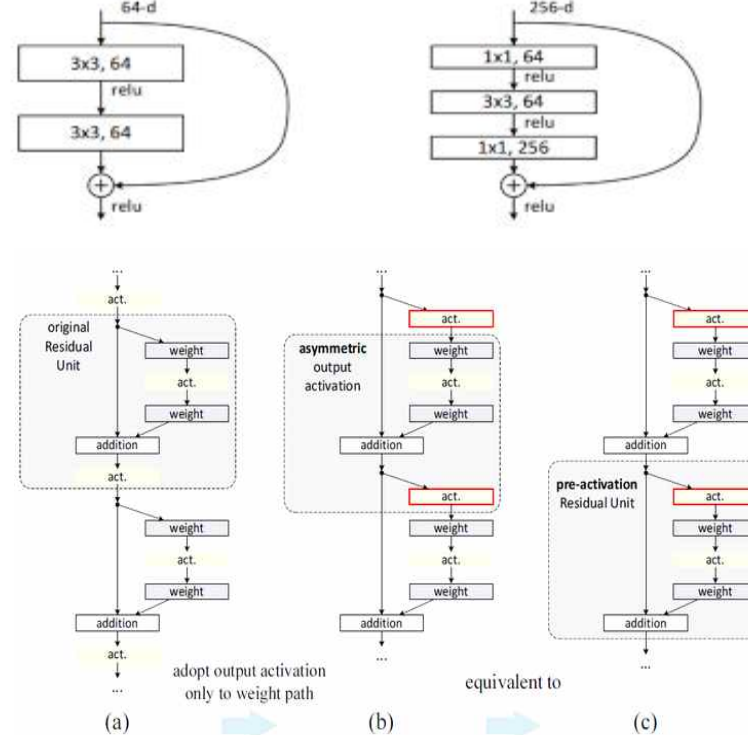 64-d
3x3, 64
relu
3x3, 64
relu
256-d
1x1, 64
relu
3x3, 64
relu
1x1, 256
relu
...
act.
original
Residual
Unit
weight
act.
weight
addition
act.
weight
act.
weight
addition
act.
...
(a)
adopt output activation
only to weight path
...
act.
asymmetric
output
activation
weight
act.
weight
addition
act.
weight
act.
weight
addition
...
(b)
equivalent to
...
act.
weight
act.
weight
addition
pre-activation
Residual Unit
act.
weight
act.
weight
addition
...
(c)